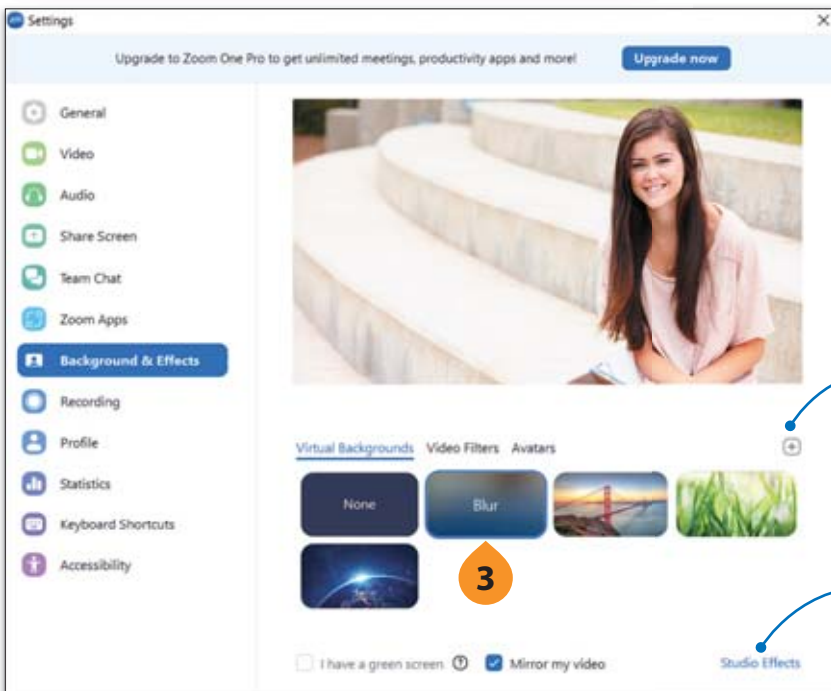 Settings
Upgrade to Zoom One Pro to get unlimited meetings, productivity apps and more! Upgrade now
General
Video
Audio
Share Screen
Team Chat
Zoom Apps
Background & Effects
Recording
Profile
Statistics
Keyboard Shortcuts
Accessibility
Virtual Backgrounds Video Filters Avatars
None Blur
3
I have a green screen ? Mirror my video Studio Effects